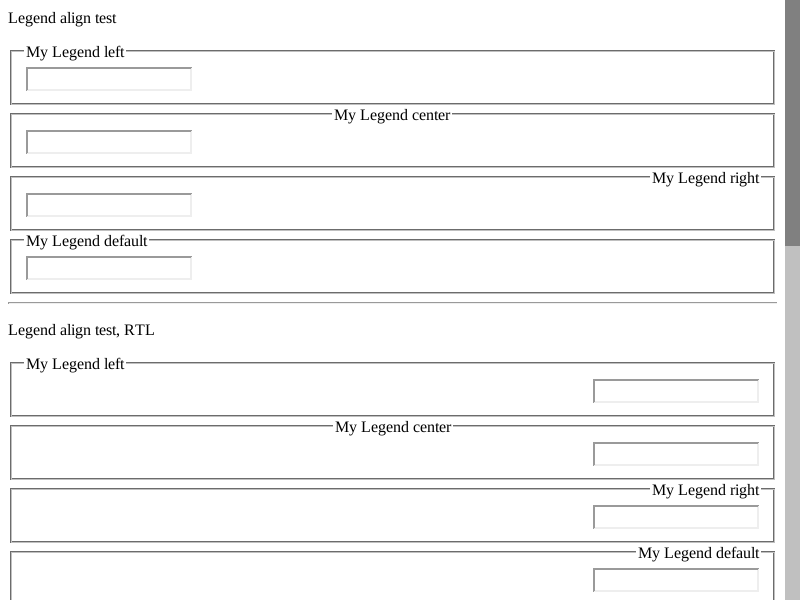 Legend align test
My Legend left
My Legend center
My Legend right
My Legend default
Legend align test, RTL
My Legend left
My Legend center
My Legend right
My Legend default